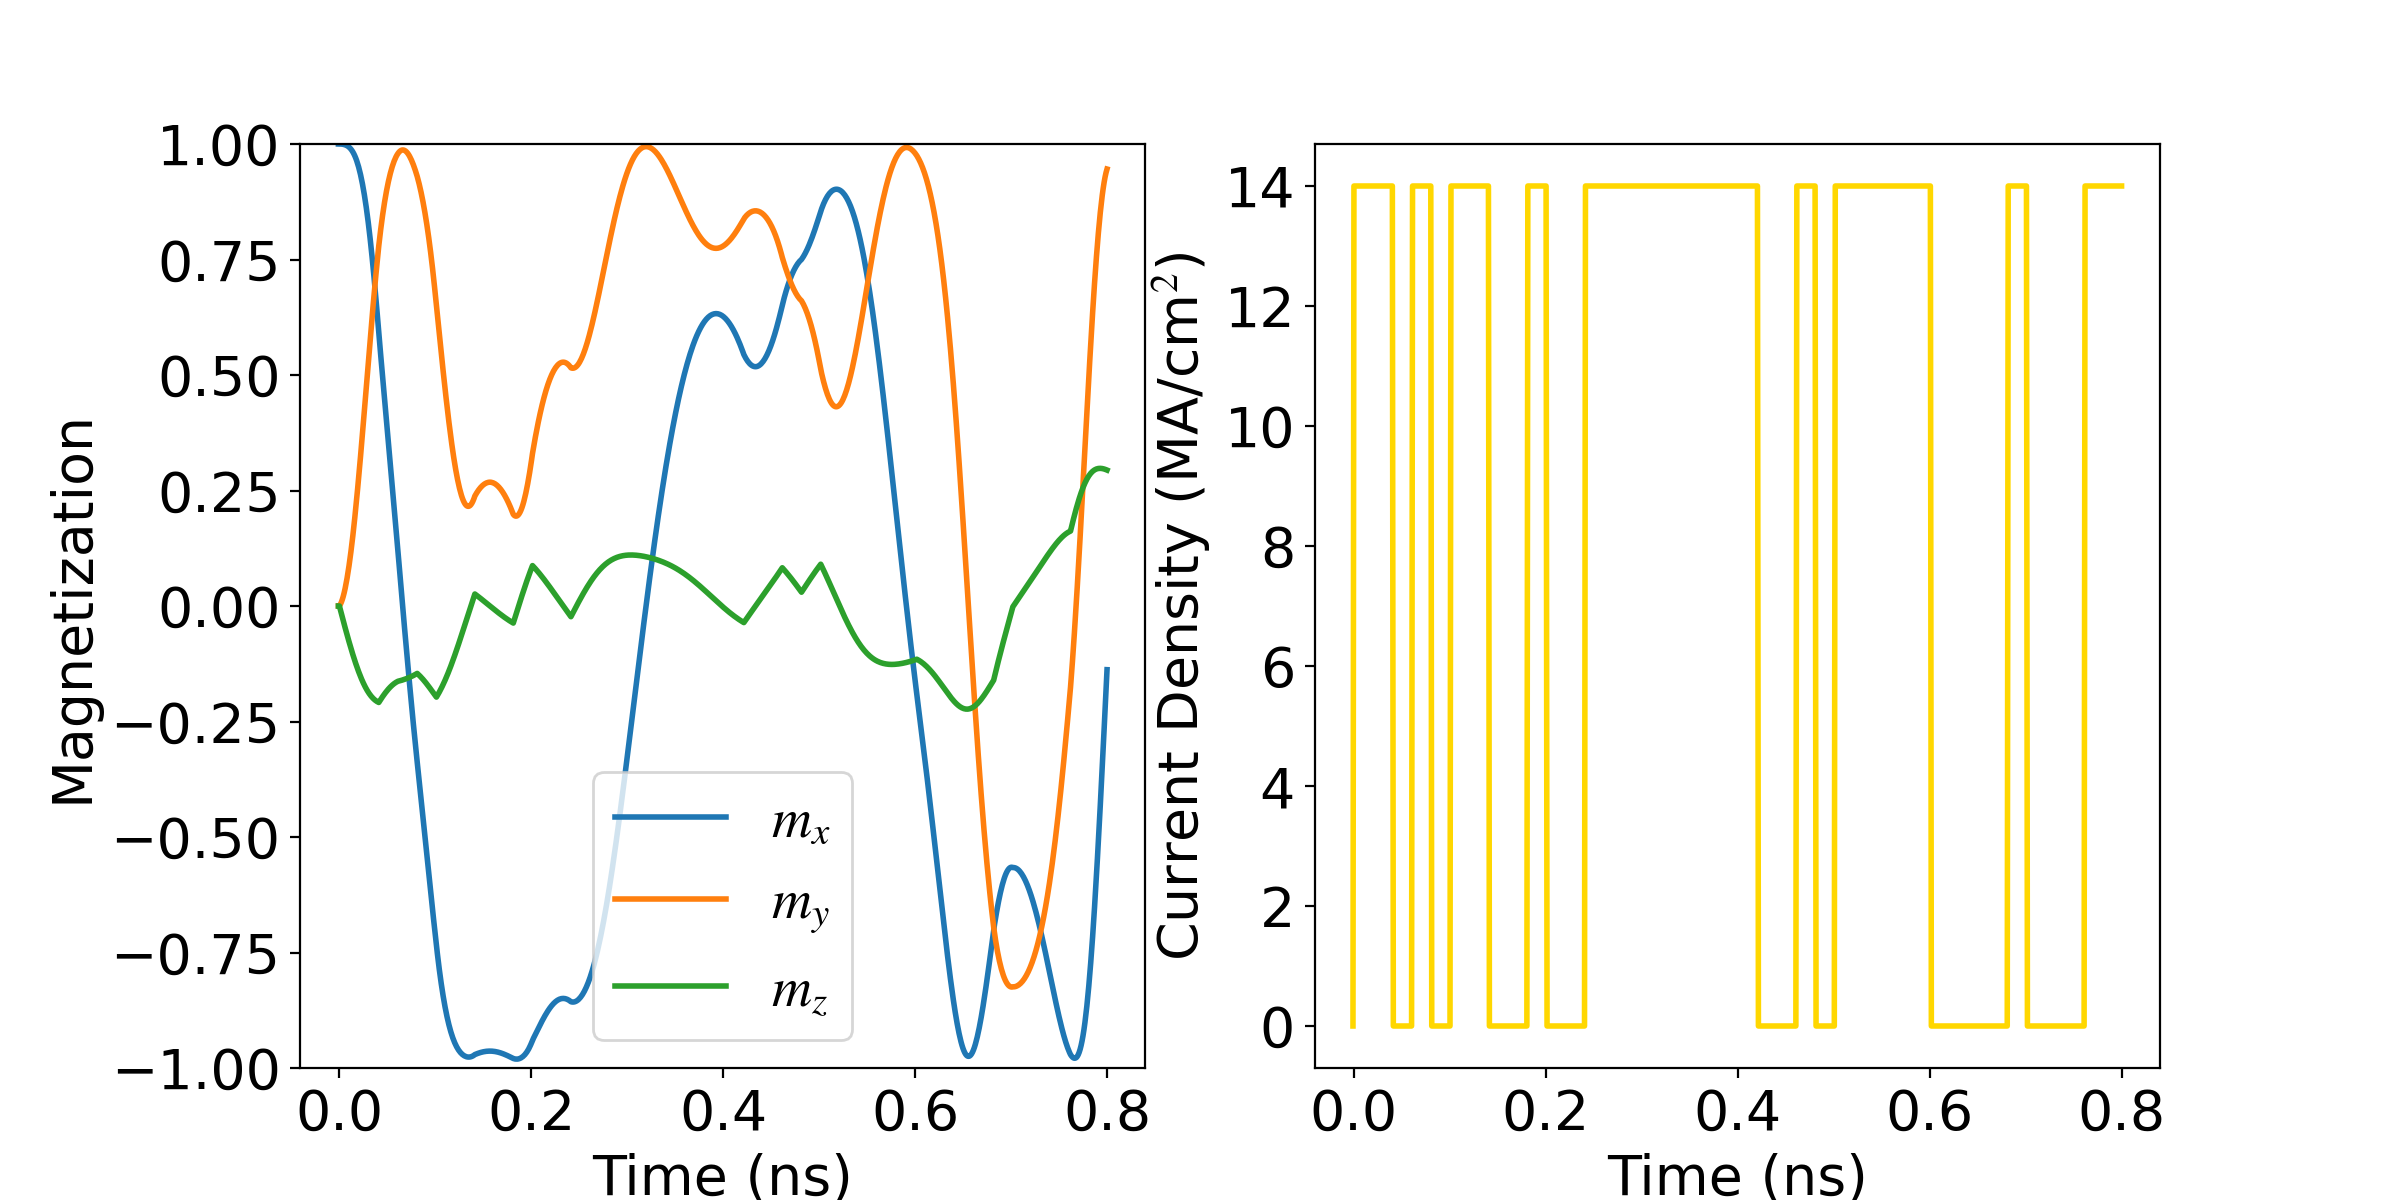 Magnetization
1.00
0.75
0.50
0.25
0.00
−0.25
−0.50
−0.75
−1.00
0.0 0.2 0.4 0.6 0.8
Time (ns)
m_x
m_y
m_z
Current Density (MA/cm²)
14
12
10
8
6
4
2
0
0.0 0.2 0.4 0.6 0.8
Time (ns)